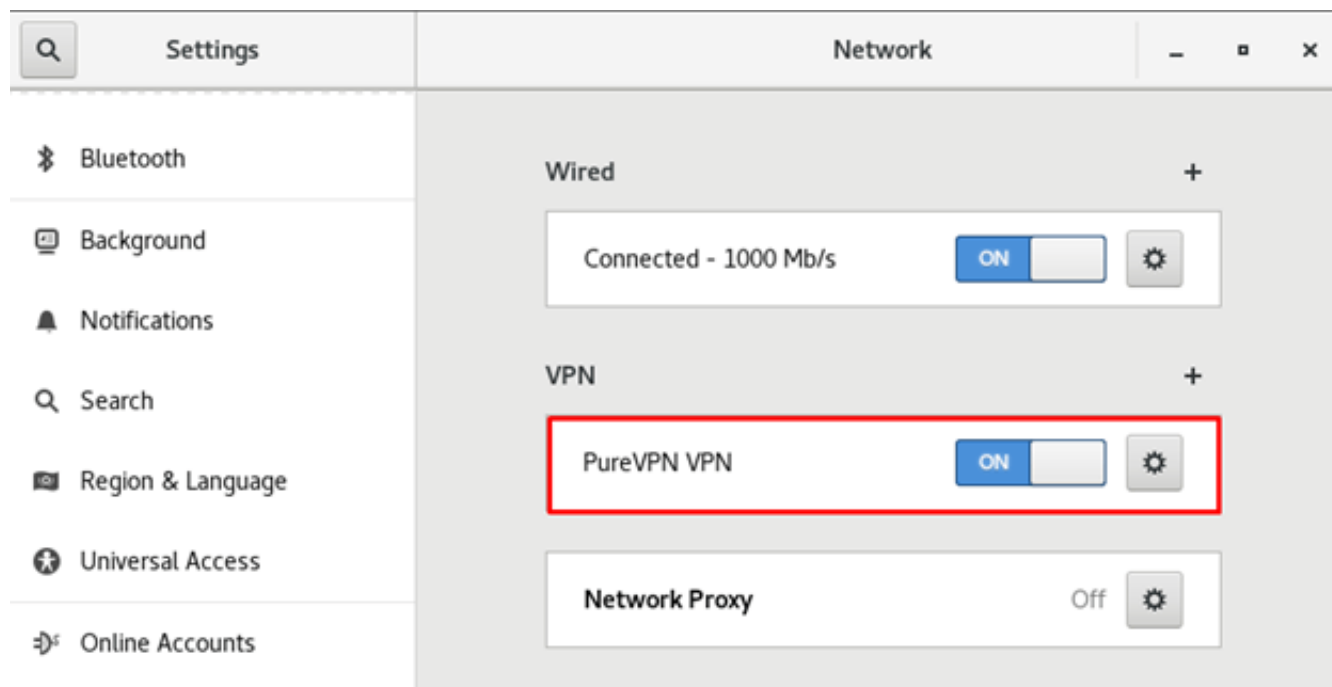 Settings
Network
Bluetooth
Background
Notifications
Search
Region & Language
Universal Access
Online Accounts
Wired
Connected - 1000 Mb/s
ON
VPN
PureVPN VPN
ON
Network Proxy
Off